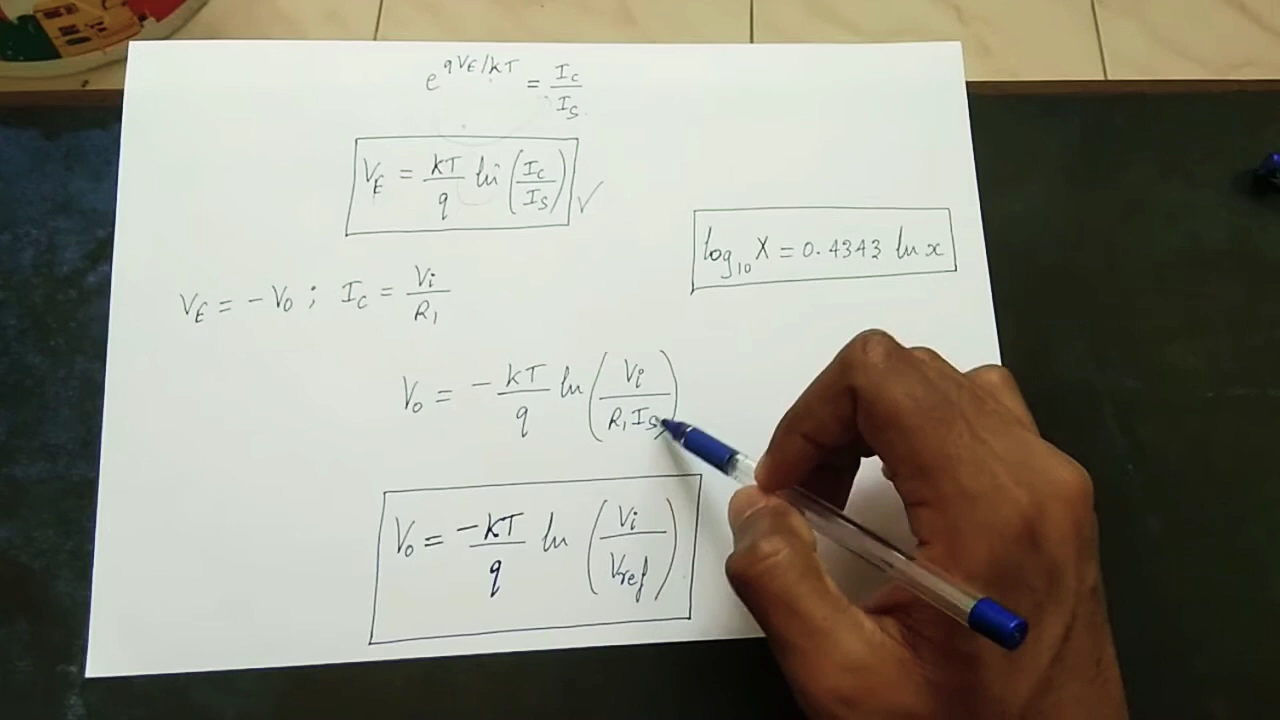 e^(qV_E/kT) = I_C/I_S
V_E = kT/q ln (I_C/I_S) ✓
log_10 X = 0.4343 ln x
V_E = -V_0 ; I_C = V_i/R_1
V_0 = - kT/q ln (V_i/R_1 I_S)
V_0 = -kT/q ln (V_i/V_ref)